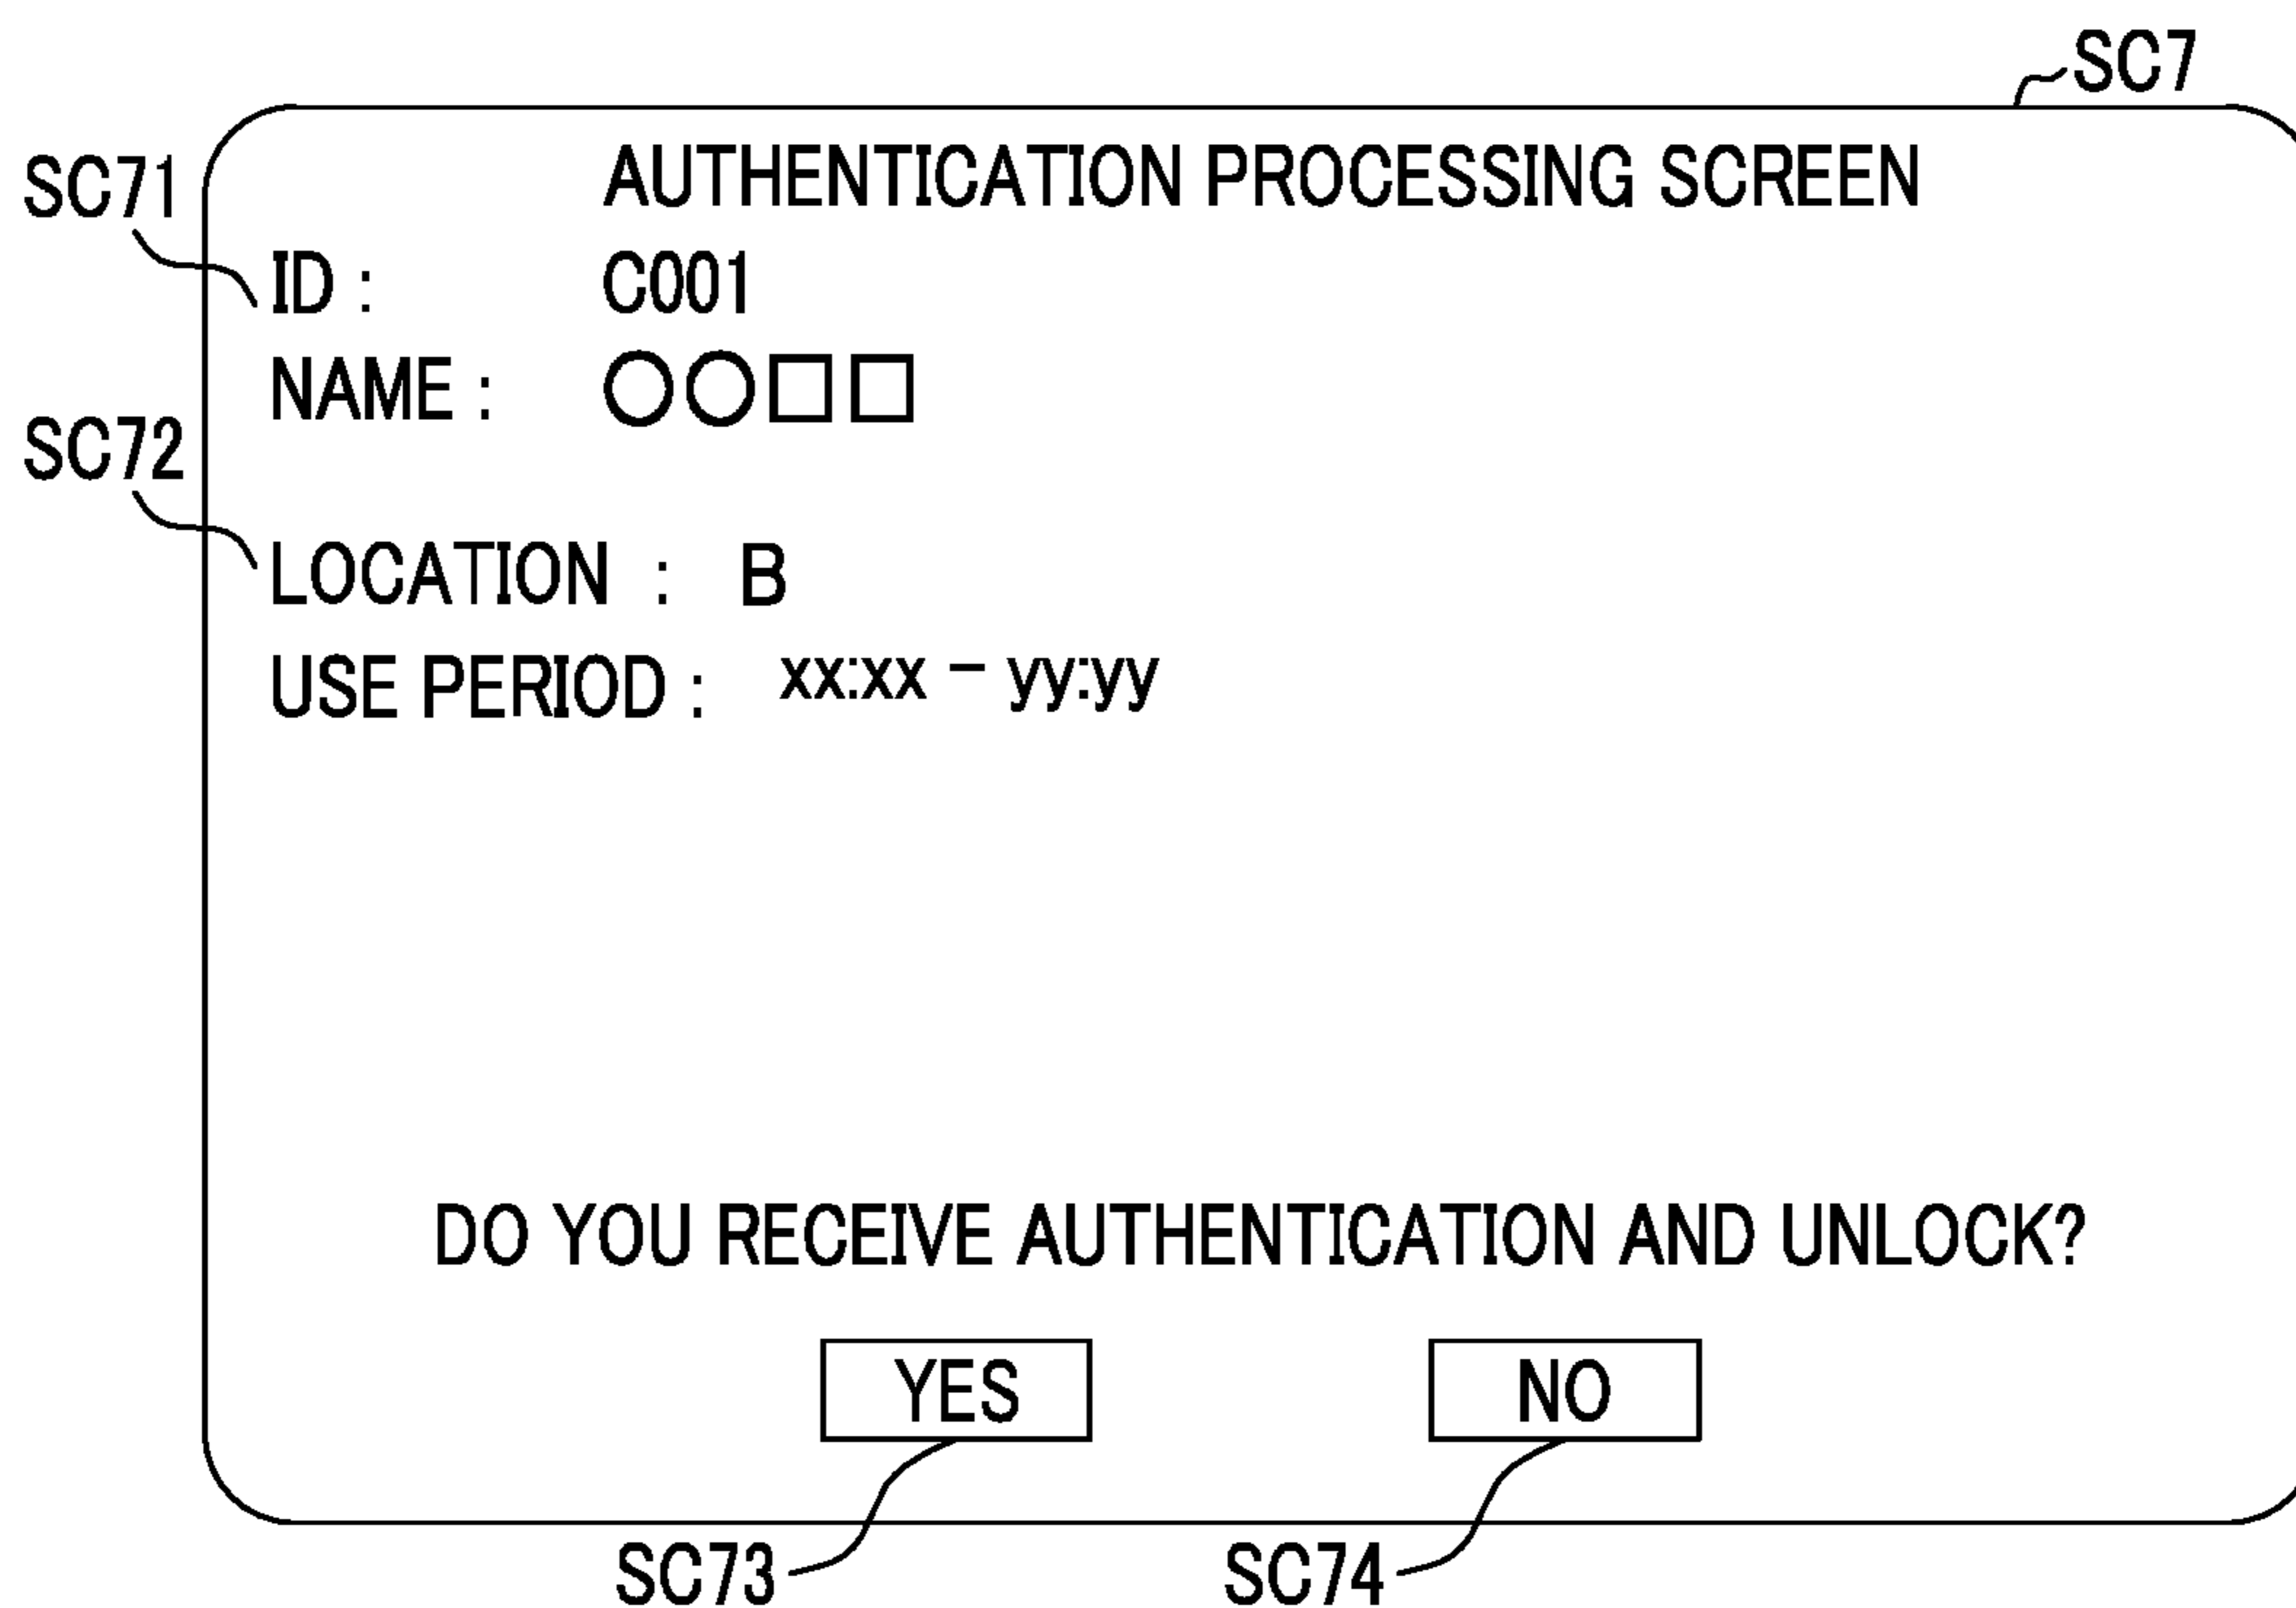 SC7
SC71
AUTHENTICATION PROCESSING SCREEN
ID : C001
NAME : ○○□□
SC72
LOCATION : B
USE PERIOD : xx:xx – yy:yy
DO YOU RECEIVE AUTHENTICATION AND UNLOCK?
YES NO
SC73 SC74